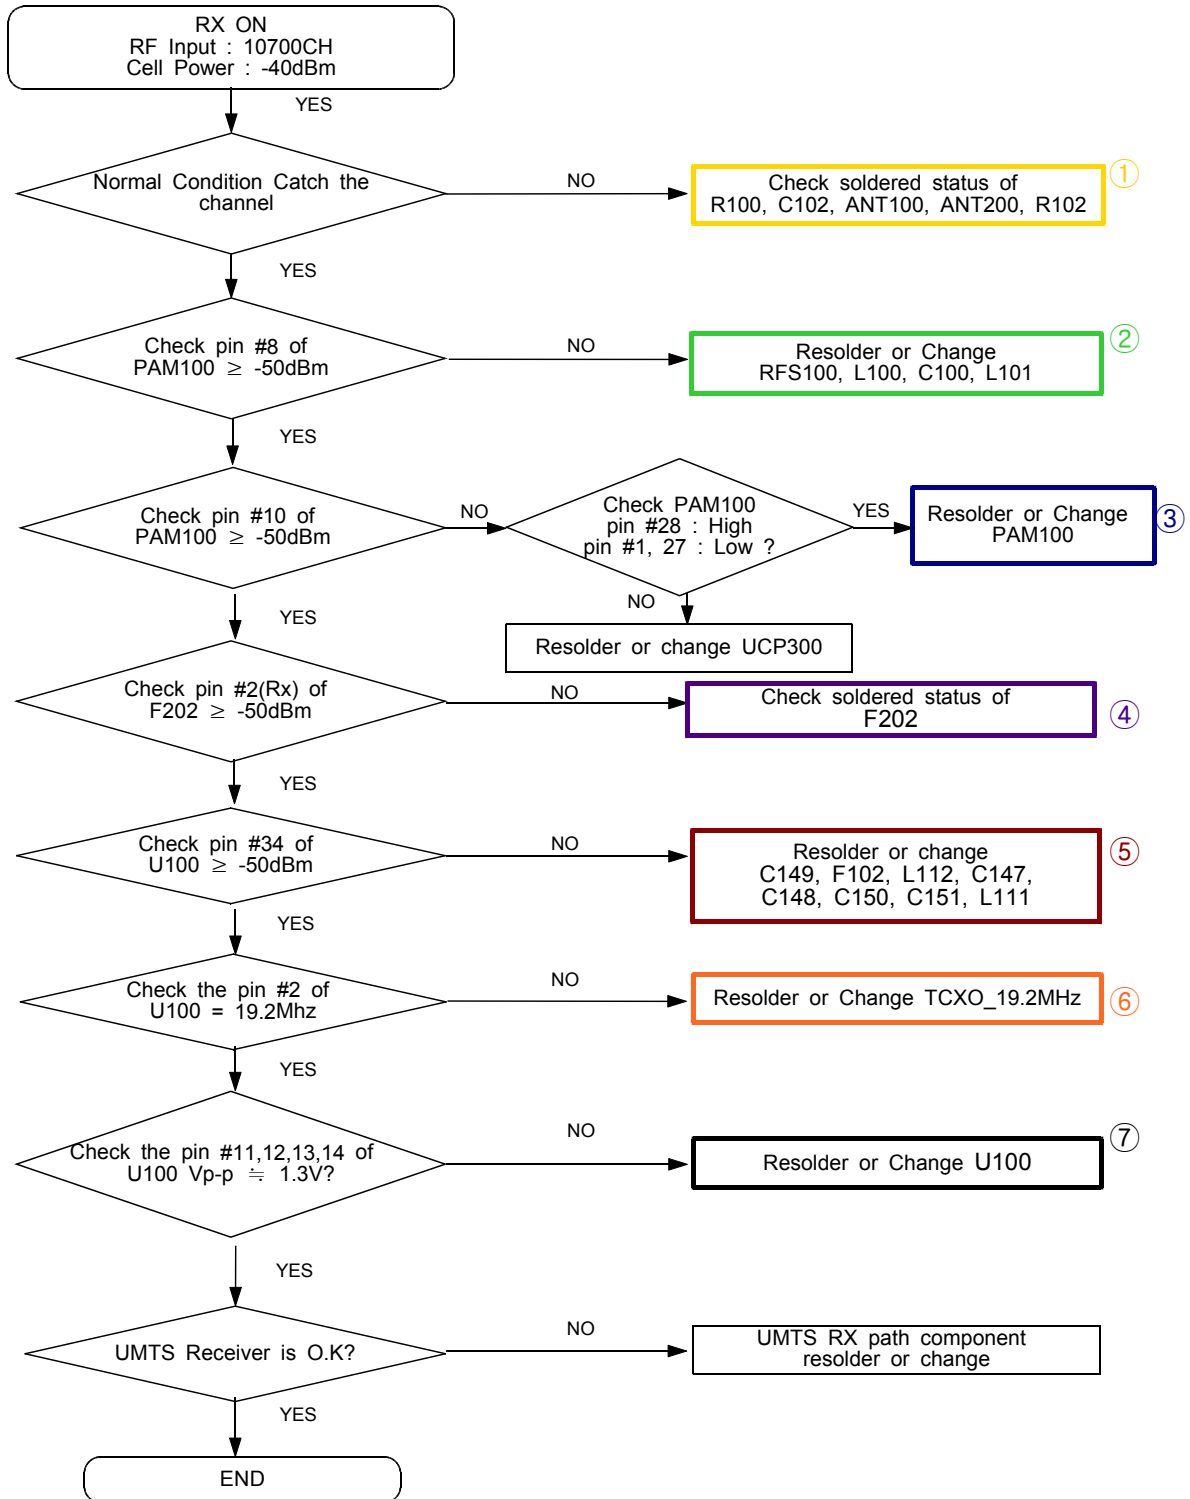 RX ON
RF Input : 10700CH
Cell Power : -40dBm
YES
Normal Condition Catch the
channel
NO
Check soldered status of
R100, C102, ANT100, ANT200, R102
①
YES
Check pin #8 of
PAM100 ≥ -50dBm
NO
Resolder or Change
RFS100, L100, C100, L101
②
YES
Check pin #10 of
PAM100 ≥ -50dBm
NO
Check PAM100
pin #28 : High
pin #1, 27 : Low ?
YES
Resolder or Change
PAM100
③
NO
Resolder or change UCP300
YES
Check pin #2(Rx) of
F202 ≥ -50dBm
NO
Check soldered status of
F202
④
YES
Check pin #34 of
U100 ≥ -50dBm
NO
Resolder or change
C149, F102, L112, C147,
C148, C150, C151, L111
⑤
YES
Check the pin #2 of
U100 = 19.2Mhz
NO
Resolder or Change TCXO_19.2MHz
⑥
YES
Check the pin #11,12,13,14 of
U100 Vp-p ≒ 1.3V?
NO
Resolder or Change U100
⑦
YES
UMTS Receiver is O.K?
NO
UMTS RX path component
resolder or change
YES
END